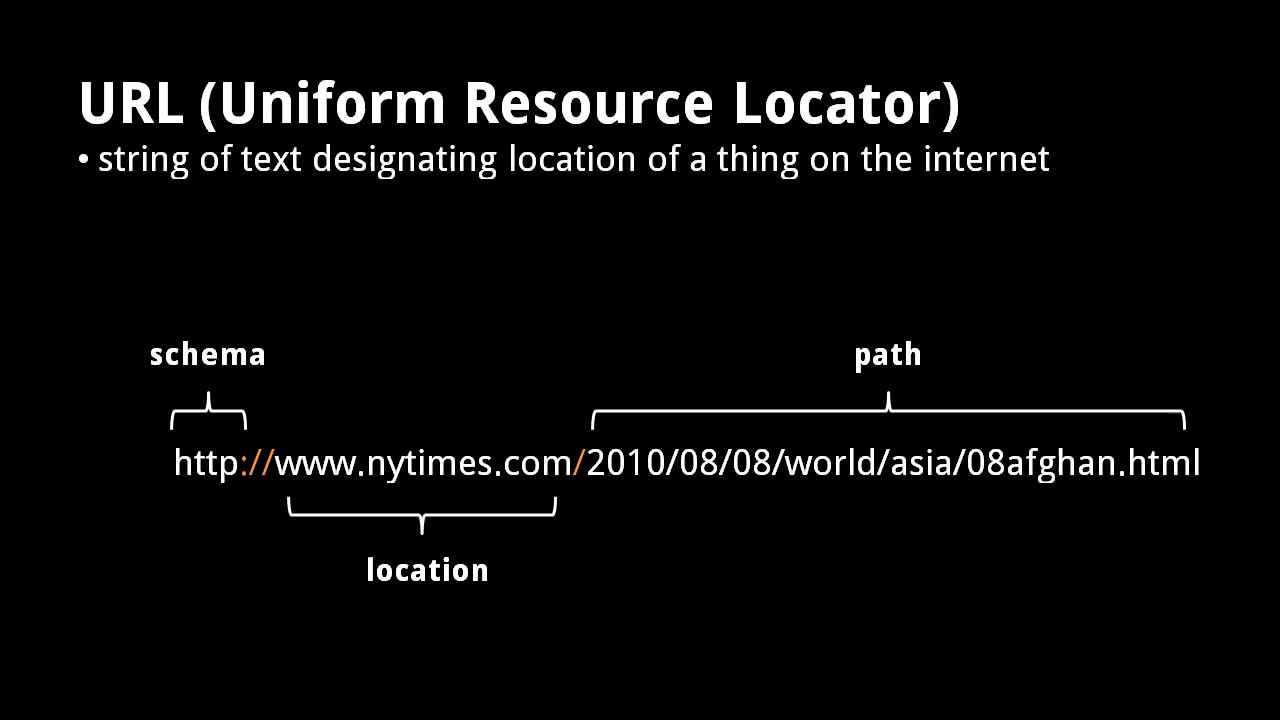 URL (Uniform Resource Locator)
• string of text designating location of a thing on the internet
schema
path
http://www.nytimes.com/2010/08/08/world/asia/08afghan.html
location